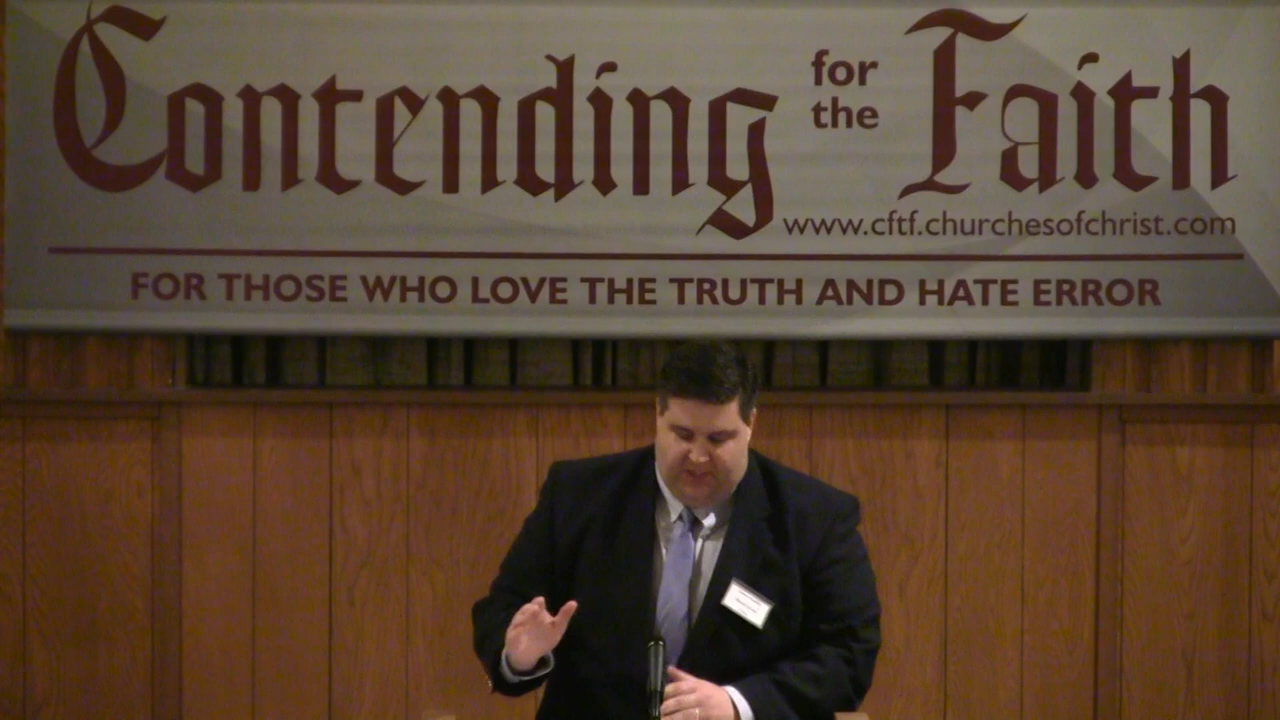 Contending for the Faith
www.cftf.churchesofchrist.com
FOR THOSE WHO LOVE THE TRUTH AND HATE ERROR